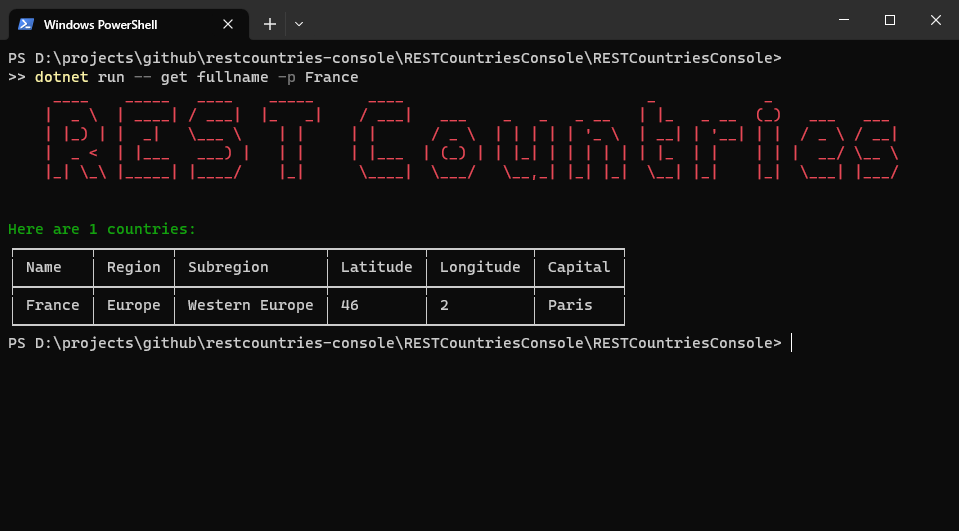 Windows PowerShell
PS D:\projects\github\restcountries-console\RESTCountriesConsole\RESTCountriesConsole>
>> dotnet run -- get fullname -p France
REST Countries
Here are 1 countries:
Name Region Subregion Latitude Longitude Capital
France Europe Western Europe 46 2 Paris
PS D:\projects\github\restcountries-console\RESTCountriesConsole\RESTCountriesConsole>